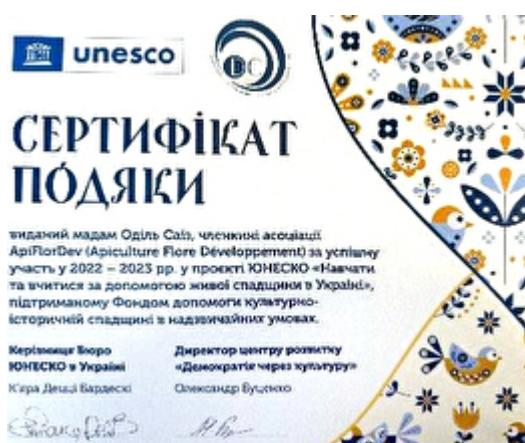 unesco
DC
СЕРТИФІКАТ
ПОДЯКИ
виданий мадам Оділь Саіз, членкині асоціації
ApiFlorDev (Apiculture Flore Développement) за успішну
участь у 2022 – 2023 рр. у проєкті ЮНЕСКО «Навчати
та вчитися за допомогою живої спадщини в Україні»,
підтриманому Фондом допомоги культурно-
історичній спадщині в надзвичайних умовах.
Керівниця Бюро
ЮНЕСКО в Україні
К'яра Децці Бардескі
Директор центру розвитку
«Демократія через культуру»
Олександр Буценко